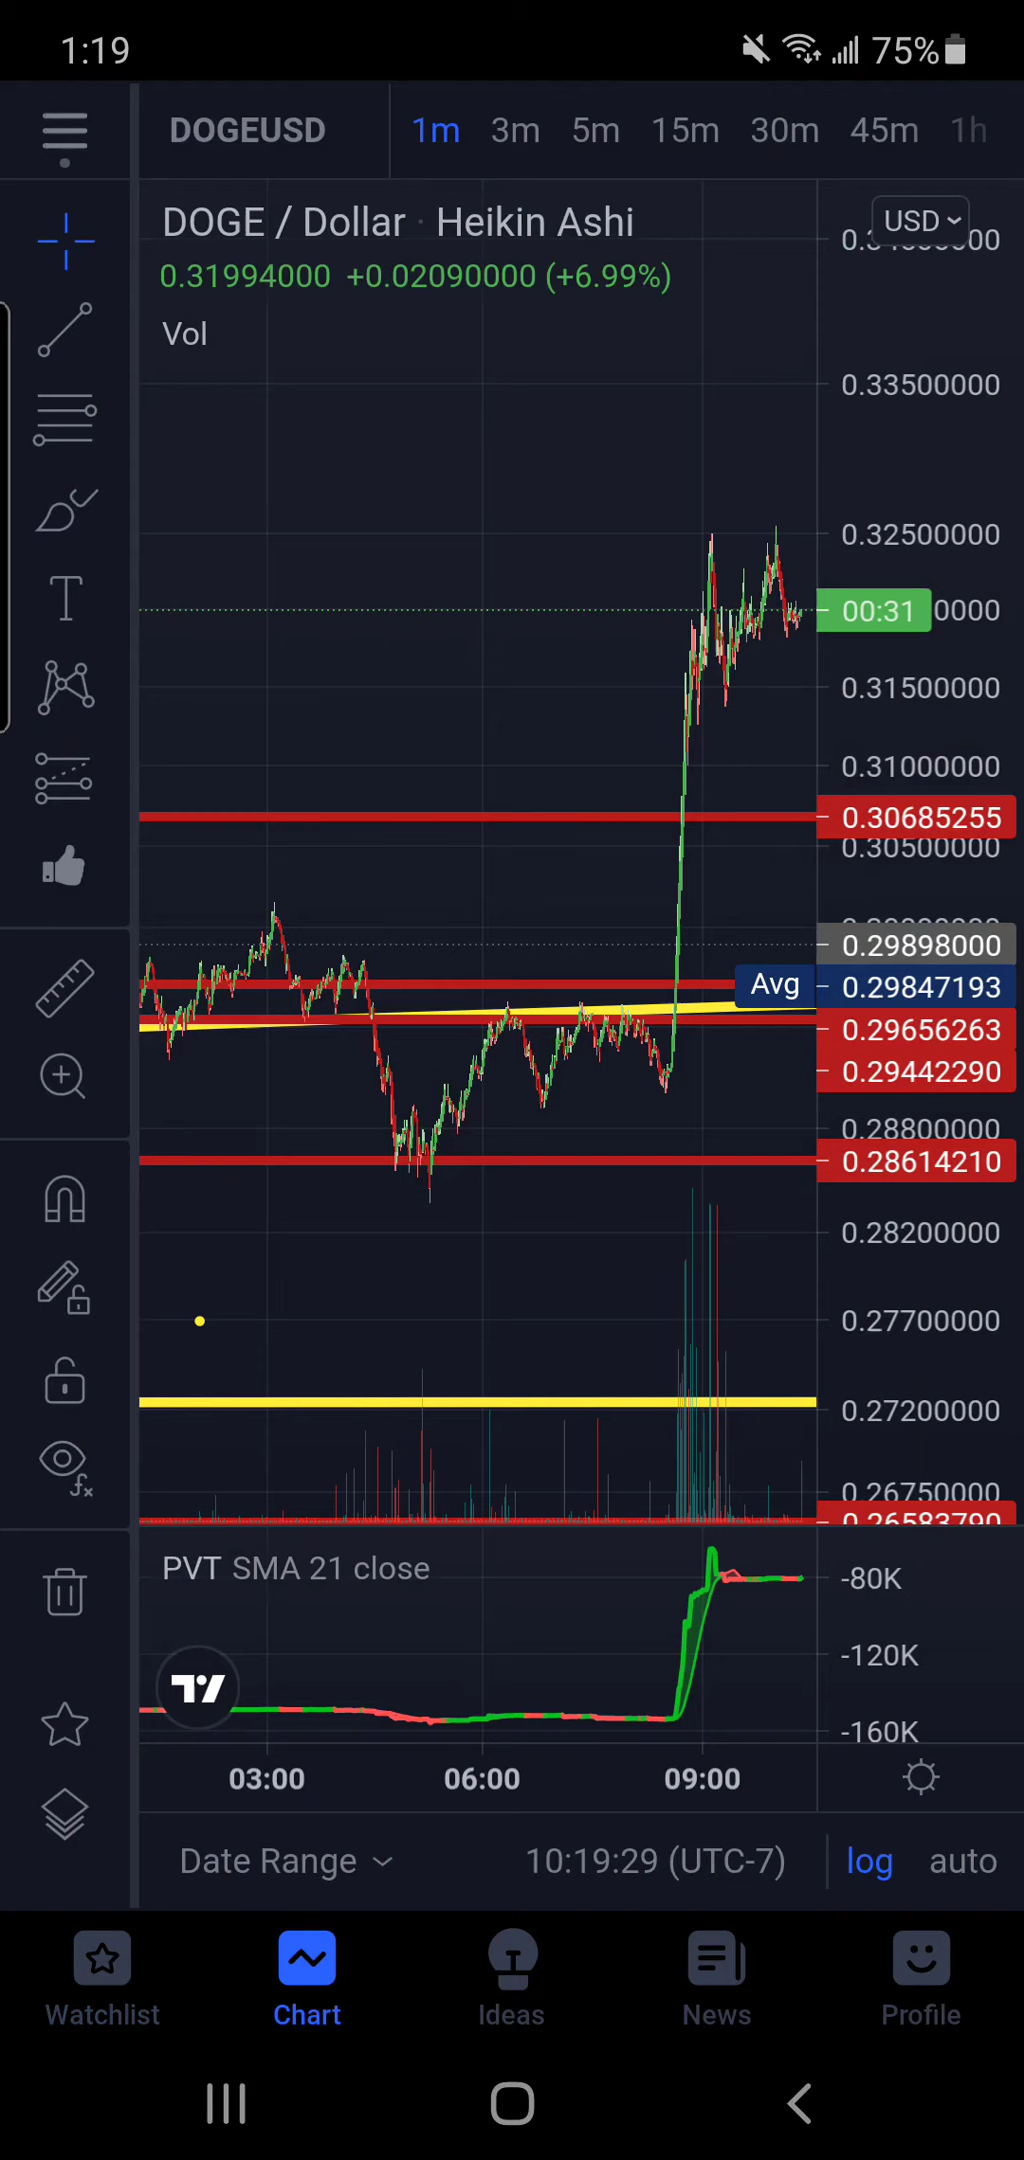 1:19 75%
DOGEUSD 1m 3m 5m 15m 30m 45m 1h
DOGE / Dollar · Heikin Ashi
USD
0.31994000 +0.02090000 (+6.99%)
Vol
0.33500000
0.32500000
00:31 0000
0.31500000
0.31000000
0.30685255
0.30500000
0.29898000
Avg 0.29847193
0.29656263
0.29442290
0.28800000
0.28614210
0.28200000
0.27700000
0.27200000
0.26750000
0.26583790
PVT SMA 21 close
-80K
-120K
-160K
03:00 06:00 09:00
Date Range 10:19:29 (UTC-7) log auto
Watchlist Chart Ideas News Profile